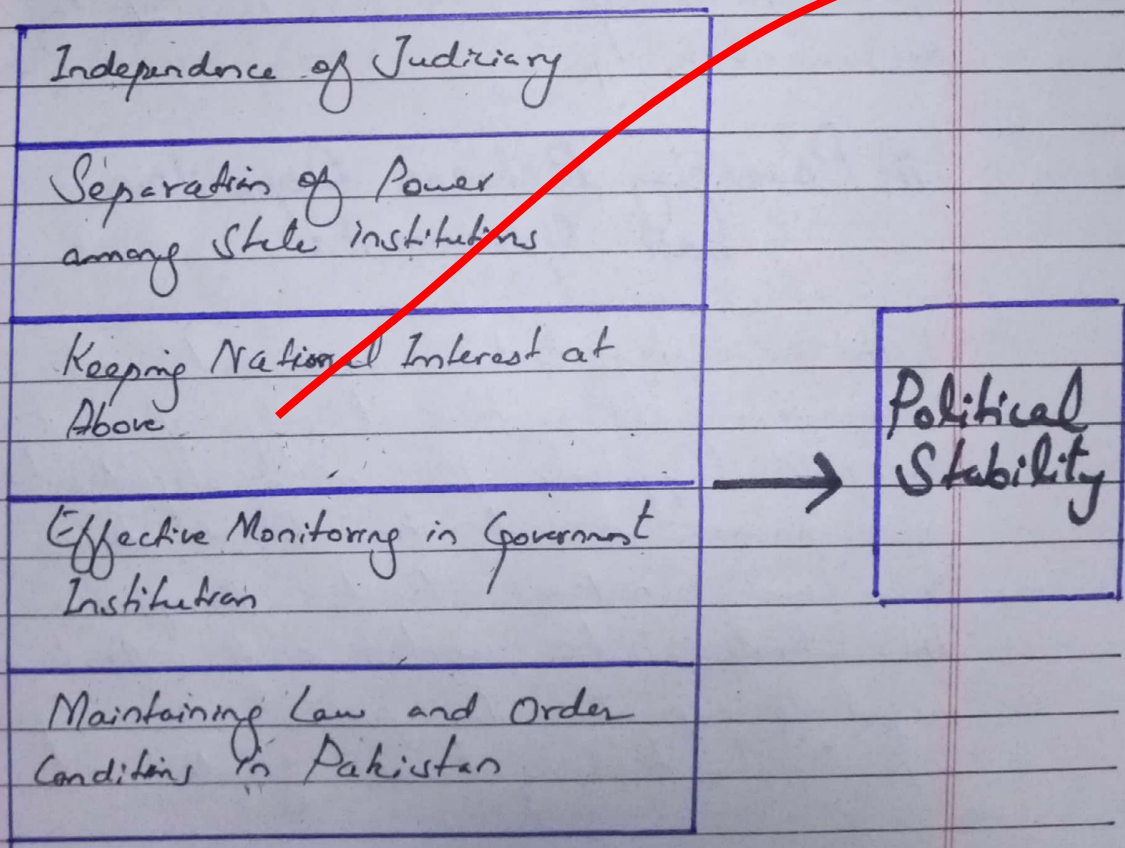 Independence of Judiciary
Separation of Power
among State institutions
Keeping National Interest at
Above
Effective Monitoring in Government
Institution
Maintaining Law and Order
Conditions in Pakistan
Political
Stability